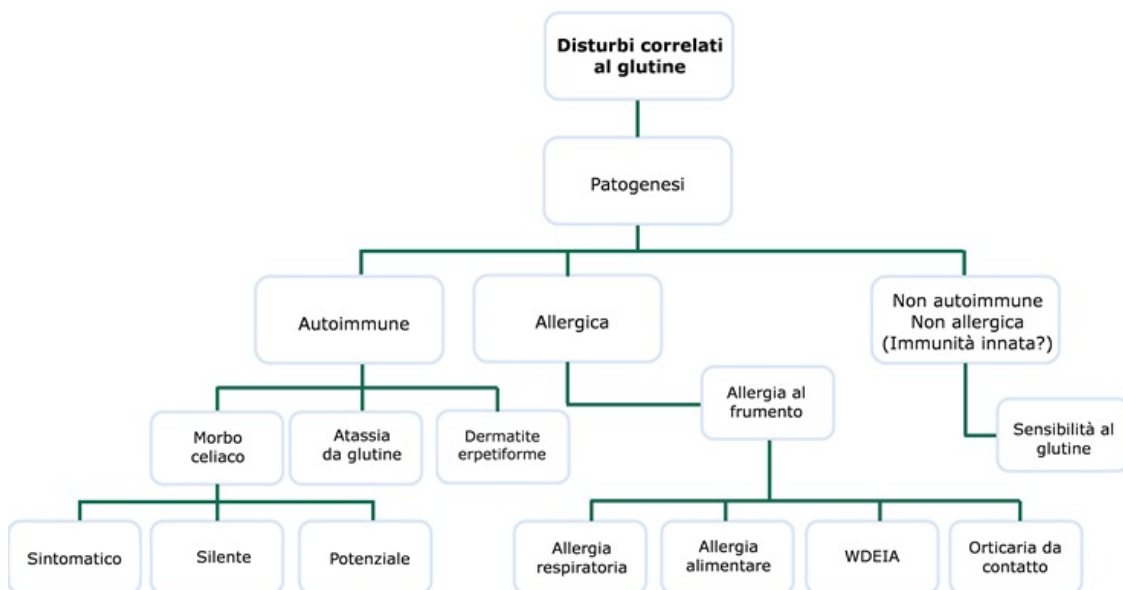 Disturbi correlati
al glutine
Patogenesi
Autoimmune
Allergica
Non autoimmune
Non allergica
(Immunità innata?)
Morbo
celiaco
Atassia
da glutine
Dermatite
erpetiforme
Allergia al
frumento
Sensibilità al
glutine
Sintomatico
Silente
Potenziale
Allergia
respiratoria
Allergia
alimentare
WDEIA
Orticaria da
contatto